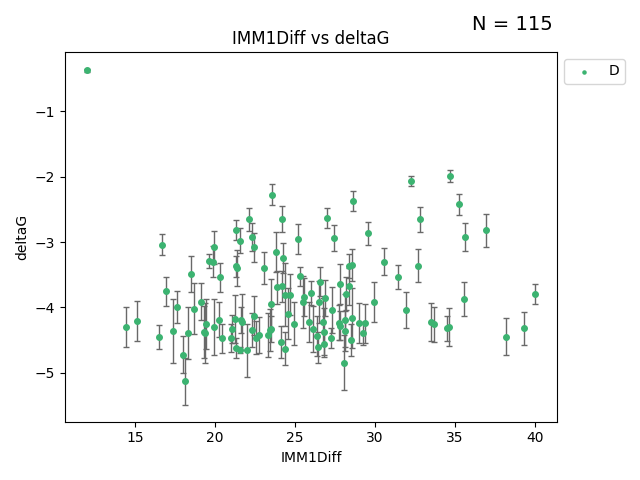 N = 115
IMM1Diff vs deltaG
D
deltaG
−1
−2
−3
−4
−5
15 20 25 30 35 40
IMM1Diff